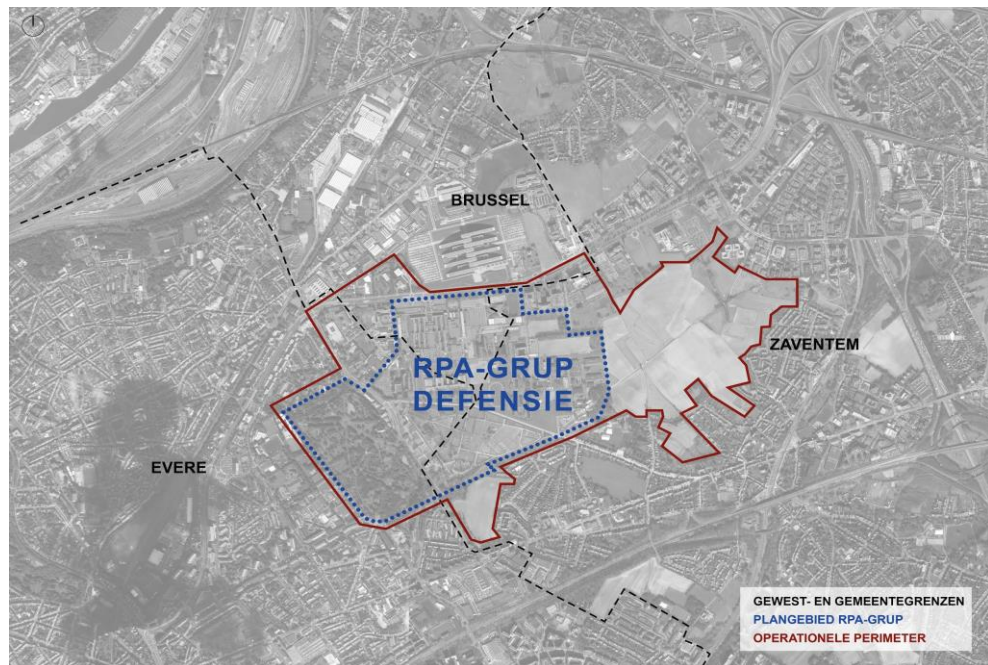 BRUSSEL
RPA-GRUP
DEFENSIE
ZAVENTEM
EVERE
GEWEST- EN GEMEENTEGRENZEN
PLANGEBIED RPA-GRUP
OPERATIONELE PERIMETER